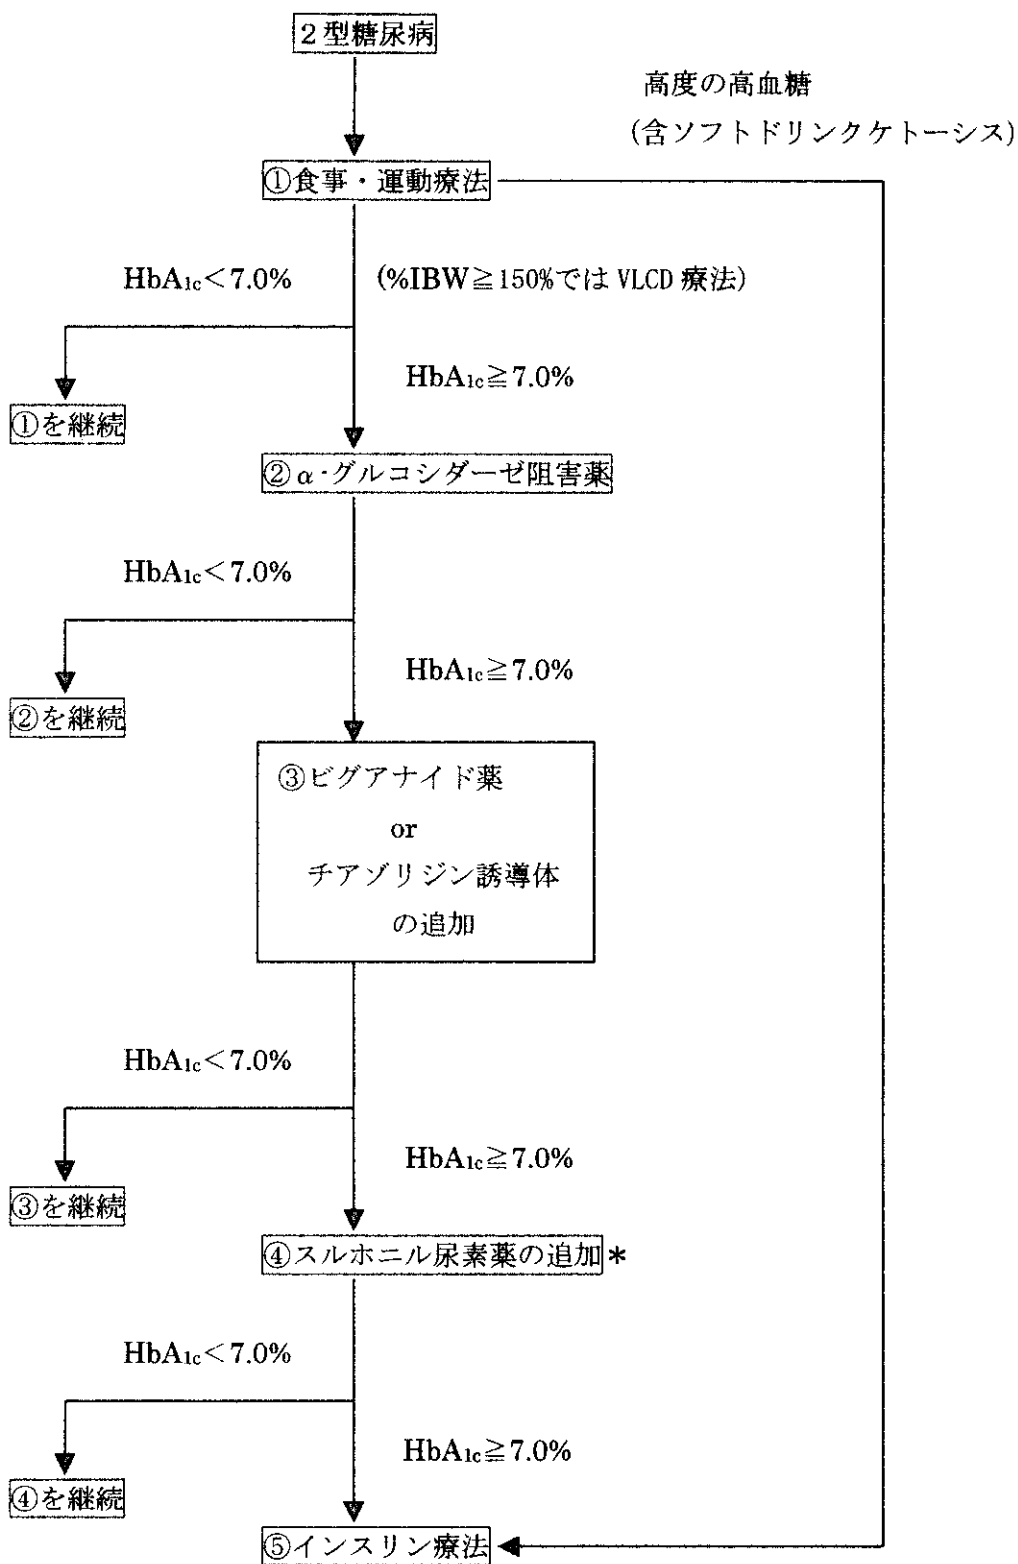 2型糖尿病
高度の高血糖
(含ソフトドリンクケトーシス)
①食事・運動療法
HbA1c<7.0%
(%IBW≧150%では VLCD 療法)
HbA1c≧7.0%
①を継続
②α・グルコシダーゼ阻害薬
HbA1c<7.0%
HbA1c≧7.0%
②を継続
③ビグアナイド薬
or
チアゾリジン誘導体
の追加
HbA1c<7.0%
HbA1c≧7.0%
③を継続
④スルホニル尿素薬の追加*
HbA1c<7.0%
HbA1c≧7.0%
④を継続
⑤インスリン療法